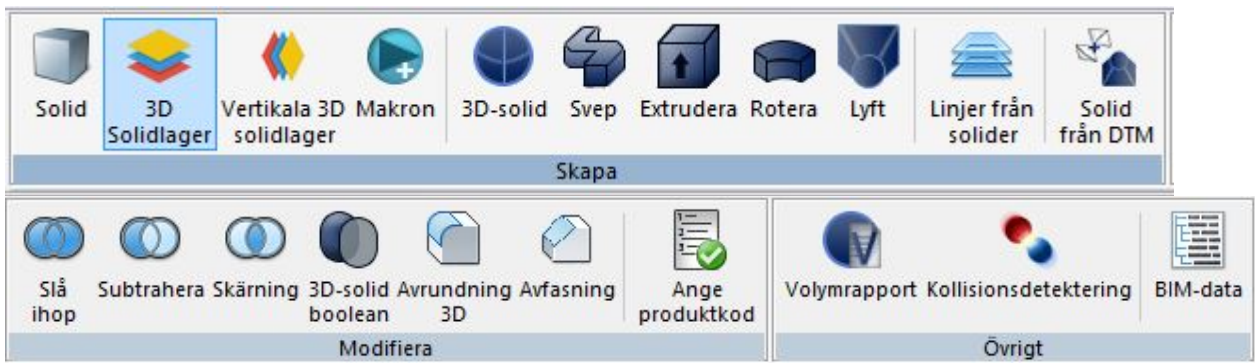 Solid
3D
Solidlager
Vertikala 3D
solidlager
Makron
3D-solid
Svep
Extrudera
Rotera
Lyft
Linjer från
solider
Solid
från DTM
Skapa
Slå
ihop
Subtrahera
Skärning
3D-solid
boolean
Avrundning
3D
Avfasning
Ange
produktkod
Modifiera
V
Volymrapport
Kollisionsdetektering
BIM-data
Övrigt